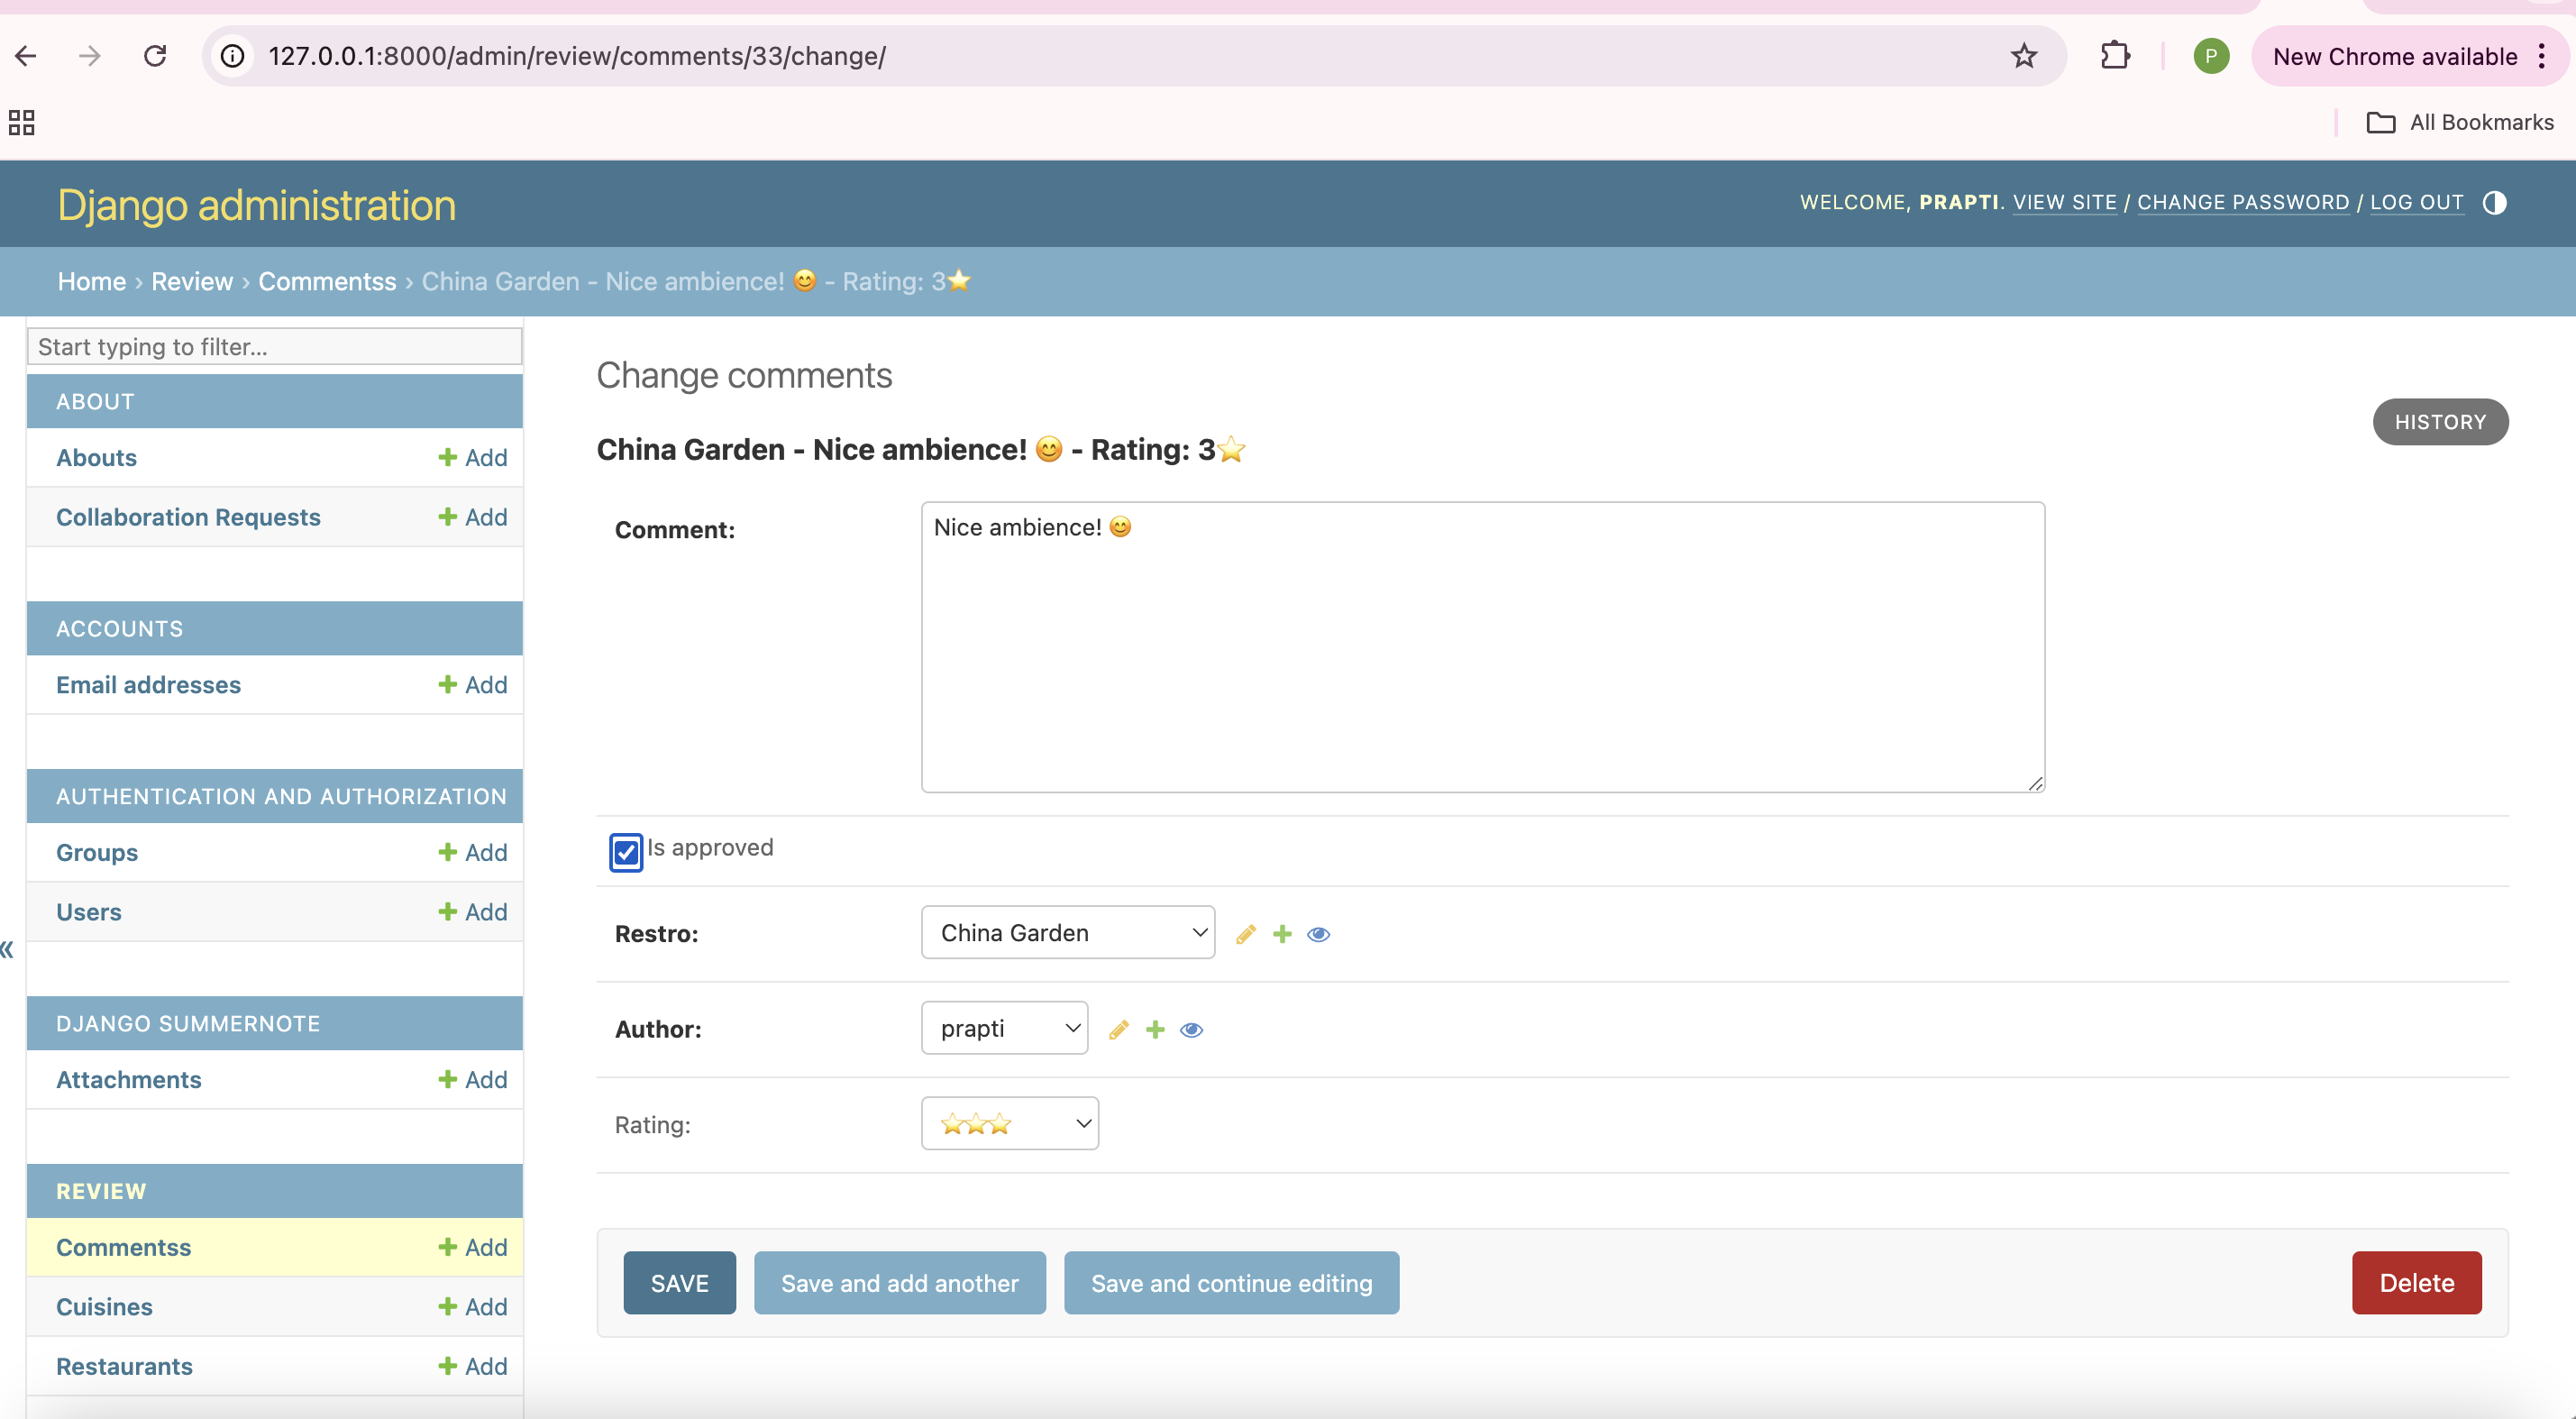 127.0.0.1:8000/admin/review/comments/33/change/
P
New Chrome available
All Bookmarks
Django administration
WELCOME, PRAPTI. VIEW SITE / CHANGE PASSWORD / LOG OUT
Home › Review › Commentss › China Garden - Nice ambience! 😊 - Rating: 3⭐
Start typing to filter...
ABOUT
Abouts
Add
Collaboration Requests
Add
ACCOUNTS
Email addresses
Add
AUTHENTICATION AND AUTHORIZATION
Groups
Add
Users
Add
DJANGO SUMMERNOTE
Attachments
Add
REVIEW
Commentss
Add
Cuisines
Add
Restaurants
Add
«
Change comments
HISTORY
China Garden - Nice ambience! 😊 - Rating: 3⭐
Comment:
Nice ambience! 😊
Is approved
Restro:
China Garden
Author:
prapti
Rating:
⭐⭐⭐
SAVE
Save and add another
Save and continue editing
Delete